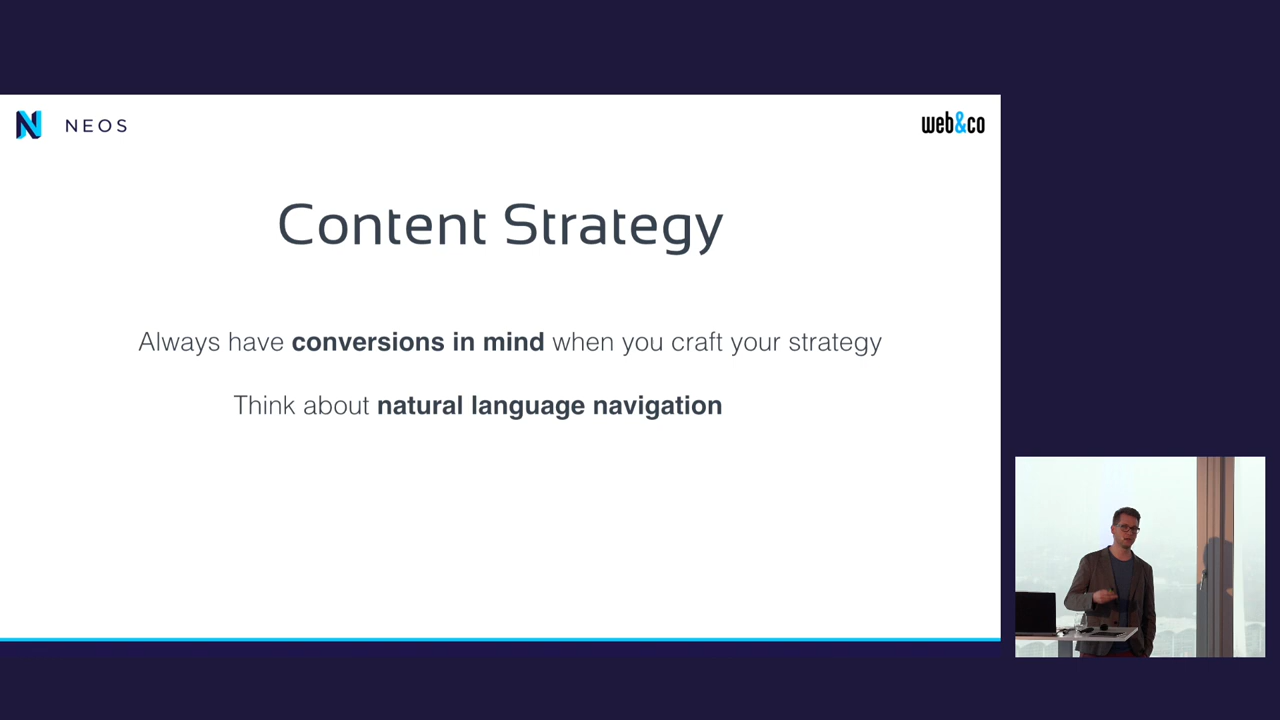 NEOS
web&co
Content Strategy
Always have conversions in mind when you craft your strategy
Think about natural language navigation